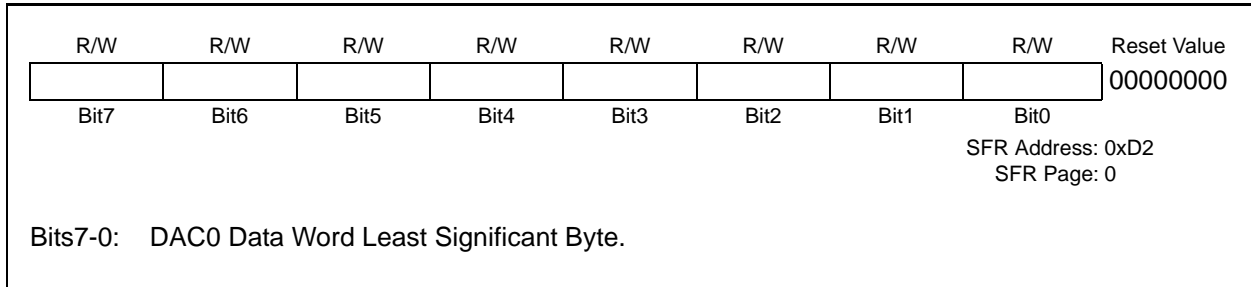 R/W R/W R/W R/W R/W R/W R/W R/W Reset Value
00000000
Bit7 Bit6 Bit5 Bit4 Bit3 Bit2 Bit1 Bit0
SFR Address: 0xD2
SFR Page: 0
Bits7-0: DAC0 Data Word Least Significant Byte.